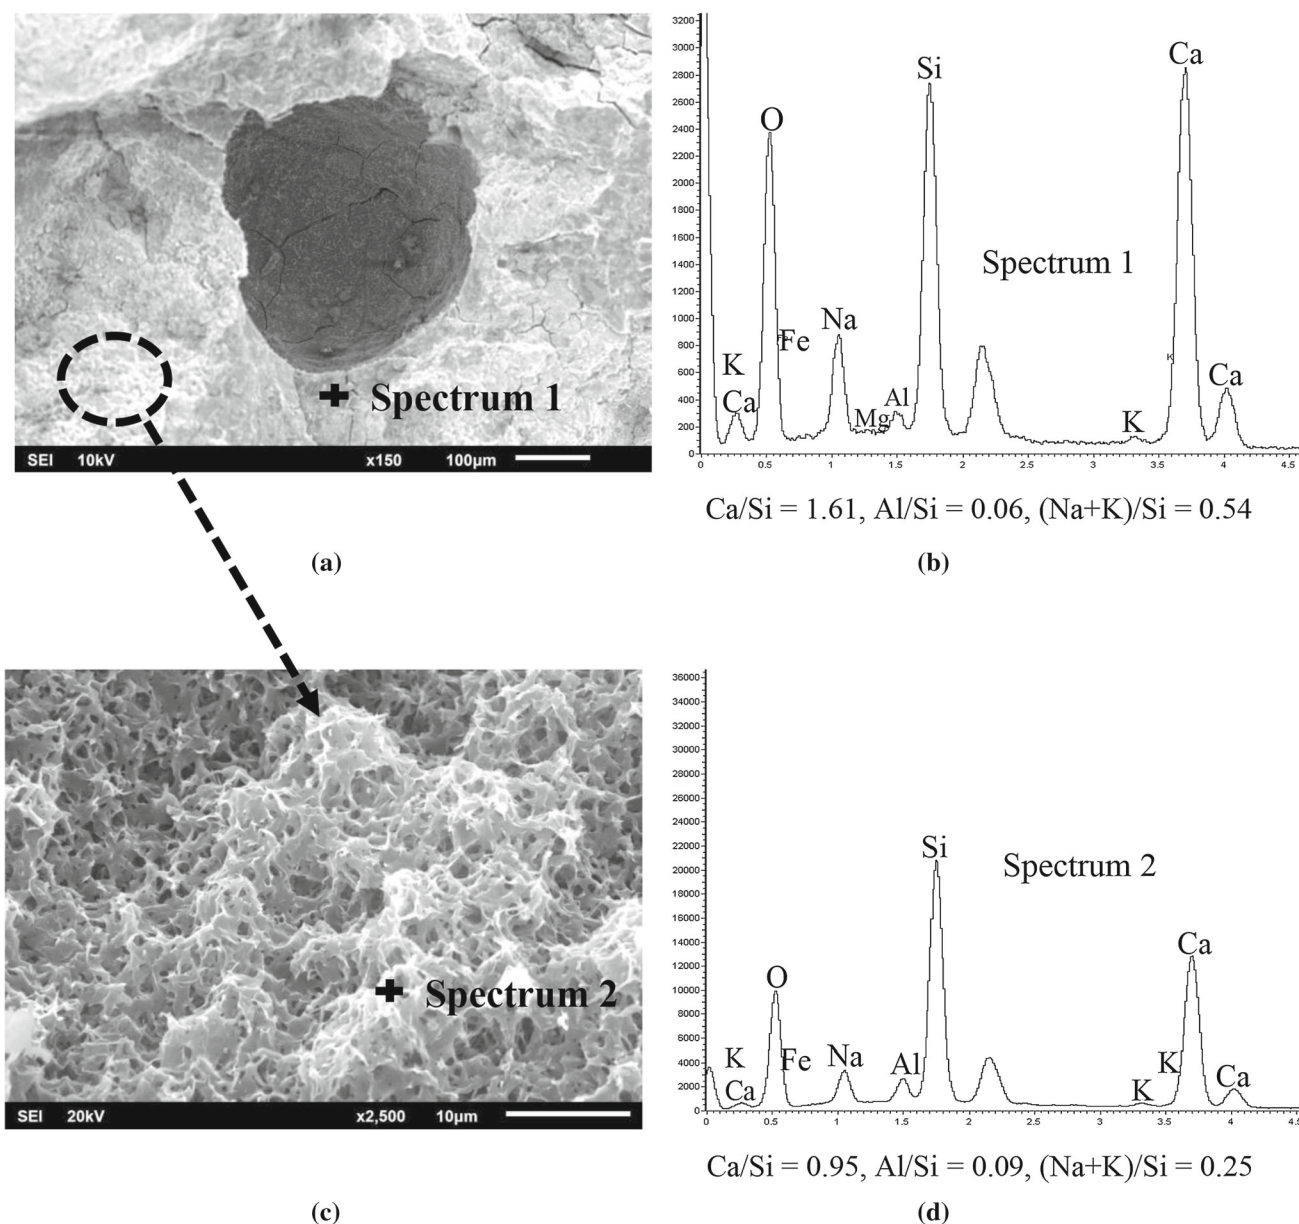 Spectrum 1
SEI 10kV x150 100µm
(a)
3200
3000
2800
2600
2400
2200
2000
1800
1600
1400
1200
1000
800
600
400
200
0
0 0.5 1 1.5 2 2.5 3 3.5 4 4.5
K
Ca
O
Fe
Na
Mg
Al
Si
Spectrum 1
K
K
Ca
Ca
Ca/Si = 1.61, Al/Si = 0.06, (Na+K)/Si = 0.54
(b)
Spectrum 2
SEI 20kV x2,500 10µm
(c)
36000
34000
32000
30000
28000
26000
24000
22000
20000
18000
16000
14000
12000
10000
8000
6000
4000
2000
0
0 0.5 1 1.5 2 2.5 3 3.5 4 4.5
K
Ca
O
Fe
Na
Al
Si
Spectrum 2
K
K
Ca
Ca
Ca/Si = 0.95, Al/Si = 0.09, (Na+K)/Si = 0.25
(d)